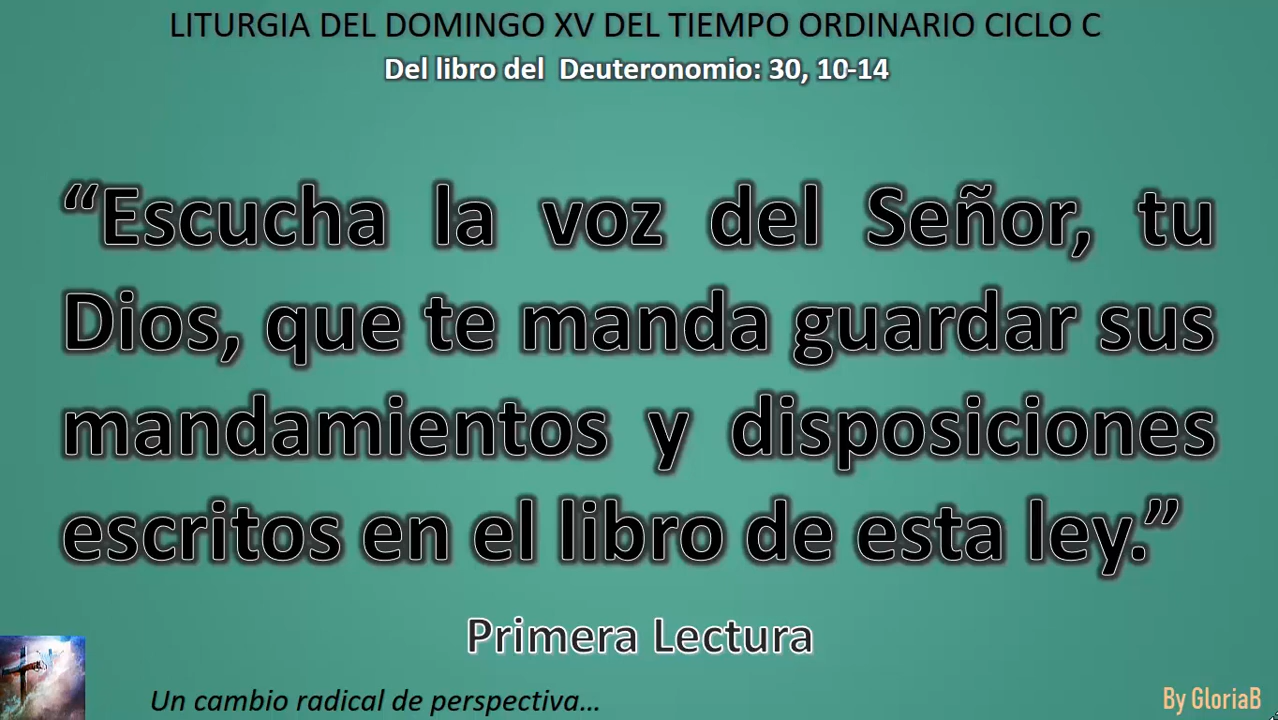 LITURGIA DEL DOMINGO XV DEL TIEMPO ORDINARIO CICLO C
Del libro del Deuteronomio: 30, 10-14
“Escucha la voz del Señor, tu
Dios, que te manda guardar sus
mandamientos y disposiciones
escritos en el libro de esta ley.”
Primera Lectura
Un cambio radical de perspectiva...
By GloriaB